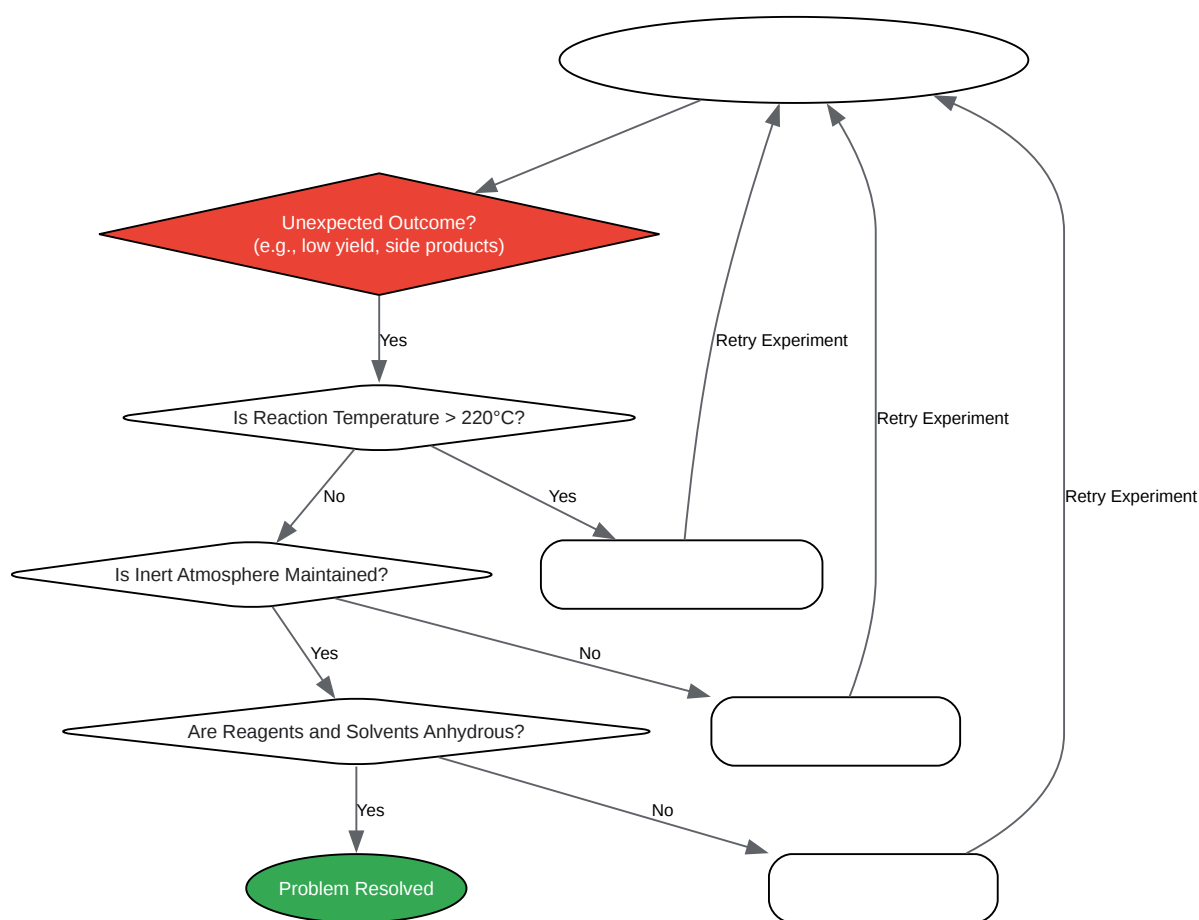 Unexpected Outcome?
(e.g., low yield, side products)
Yes
Retry Experiment
Is Reaction Temperature > 220°C?
Retry Experiment
No
Yes
Retry Experiment
Is Inert Atmosphere Maintained?
Yes
No
Are Reagents and Solvents Anhydrous?
Yes
No
Problem Resolved